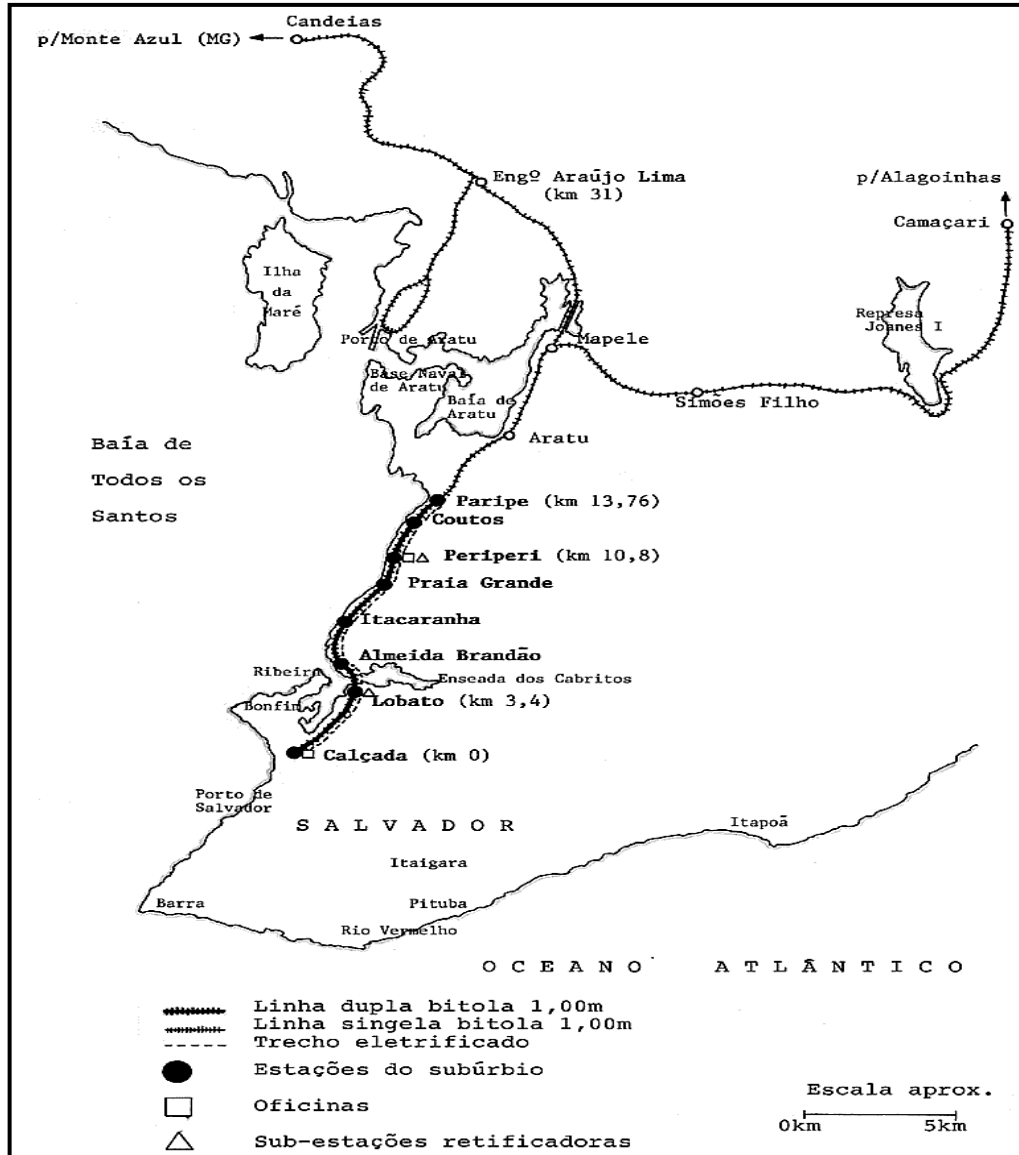 Candeias
p/Monte Azul (MG)
Engº Araújo Lima
(km 31)
p/Alagoinhas
Camaçari
Ilha
da
Maré
Represa
Joanes I
Porto de Aratu
Mapele
Base Naval
de Aratu
Baía de
Aratu
Simões Filho
Aratu
Baía de
Todos os
Santos
Paripe (km 13,76)
Coutos
Periperi (km 10,8)
Praia Grande
Itacaranha
Almeida Brandão
Ribeira
Enseada dos Cabritos
Bonfim
Lobato (km 3,4)
Calçada (km 0)
Porto de
Salvador
SALVADOR
Itapoã
Itaigara
Barra
Pituba
Rio Vermelho
OCEANO ATLÂNTICO
Linha dupla bitola 1,00m
Linha singela bitola 1,00m
Trecho eletrificado
Estações do subúrbio
Oficinas
Sub-estações retificadoras
Escala aprox.
0km 5km